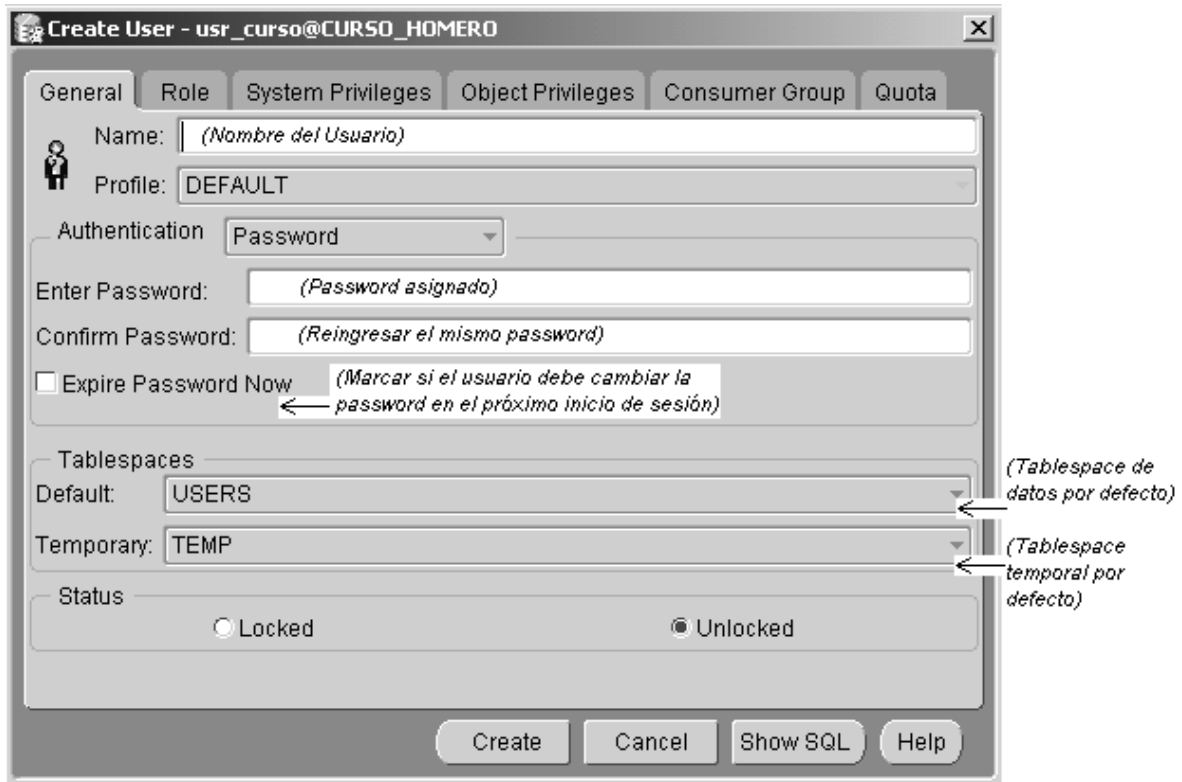 Create User - usr_curso@CURSO_HOMERO
General Role System Privileges Object Privileges Consumer Group Quota
Name: (Nombre del Usuario)
Profile: DEFAULT
Authentication Password
Enter Password: (Password asignado)
Confirm Password: (Reingresar el mismo password)
Expire Password Now (Marcar si el usuario debe cambiar la
password en el próximo inicio de sesión)
Tablespaces
Default: USERS
(Tablespace de
datos por defecto)
Temporary: TEMP
(Tablespace
temporal por
defecto)
Status
Locked Unlocked
Create Cancel Show SQL Help